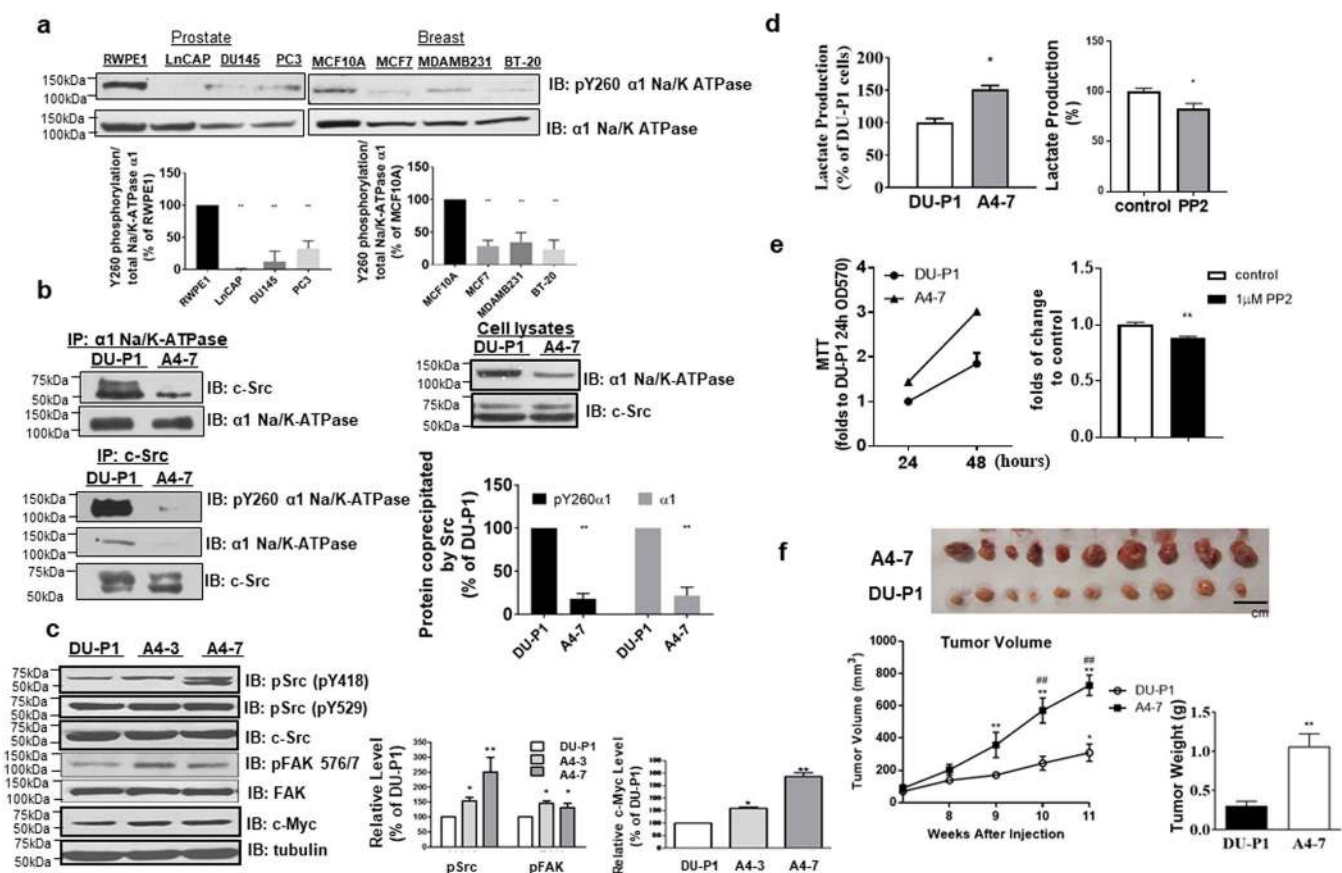 a
Prostate
Breast
RWPE1 LnCAP DU145 PC3 MCF10A MCF7 MDAMB231 BT-20
150kDa
100kDa
IB: pY260 α1 Na/K ATPase
150kDa
100kDa
IB: α1 Na/K ATPase
Y260 phosphorylation/
total Na/K-ATPase α1
(% of RWPE1)
150
100
50
0
** ** **
RWPE1 LnCAP DU145 PC3
Y260 phosphorylation/
total Na/K-ATPase α1
(% of MCF10A)
150
100
50
0
** ** **
MCF10A MCF7 MDAMB231 BT-20
b
IP: α1 Na/K-ATPase
DU-P1 A4-7
75kDa
50kDa
IB: c-Src
150kDa
100kDa
IB: α1 Na/K-ATPase
IP: c-Src
DU-P1 A4-7
150kDa
100kDa
IB: pY260 α1 Na/K-ATPase
150kDa
100kDa
IB: α1 Na/K-ATPase
75kDa
50kDa
IB: c-Src
Cell lysates
DU-P1 A4-7
150kDa
100kDa
IB: α1 Na/K-ATPase
75kDa
50kDa
IB: c-Src
Protein coprecipitated
by Src
(% of DU-P1)
pY260α1 α1
150
100
50
0
** **
DU-P1 A4-7 DU-P1 A4-7
c
DU-P1 A4-3 A4-7
75kDa
50kDa
IB: pSrc (pY418)
75kDa
50kDa
IB: pSrc (pY529)
75kDa
50kDa
IB: c-Src
150kDa
100kDa
IB: pFAK 576/7
150kDa
100kDa
IB: FAK
75kDa
50kDa
IB: c-Myc
75kDa
50kDa
IB: tubulin
Relative Level
(% of DU-P1)
350
300
250
200
150
100
50
0
DU-P1
A4-3
A4-7
* ** * *
pSrc pFAK
Relative c-Myc Level
(% of DU-P1)
* **
DU-P1 A4-3 A4-7
d
Lactate Production
(% of DU-P1 cells)
200
150
100
50
0
*
DU-P1 A4-7
Lactate Production
(%)
150
100
50
0
*
control PP2
e
MTT
(folds to DU-P1 24h OD570)
4
3
2
1
0
DU-P1
A4-7
24 48 (hours)
folds of change
to control
1.5
1.0
0.5
0.0
**
control
1μM PP2
f
A4-7
DU-P1
cm
Tumor Volume
Tumor Volume (mm³)
800
600
400
200
0
** ## ** ## ** *
DU-P1
A4-7
8 9 10 11
Weeks After Injection
Tumor Weight (g)
1.5
1.0
0.5
0.0
**
DU-P1 A4-7